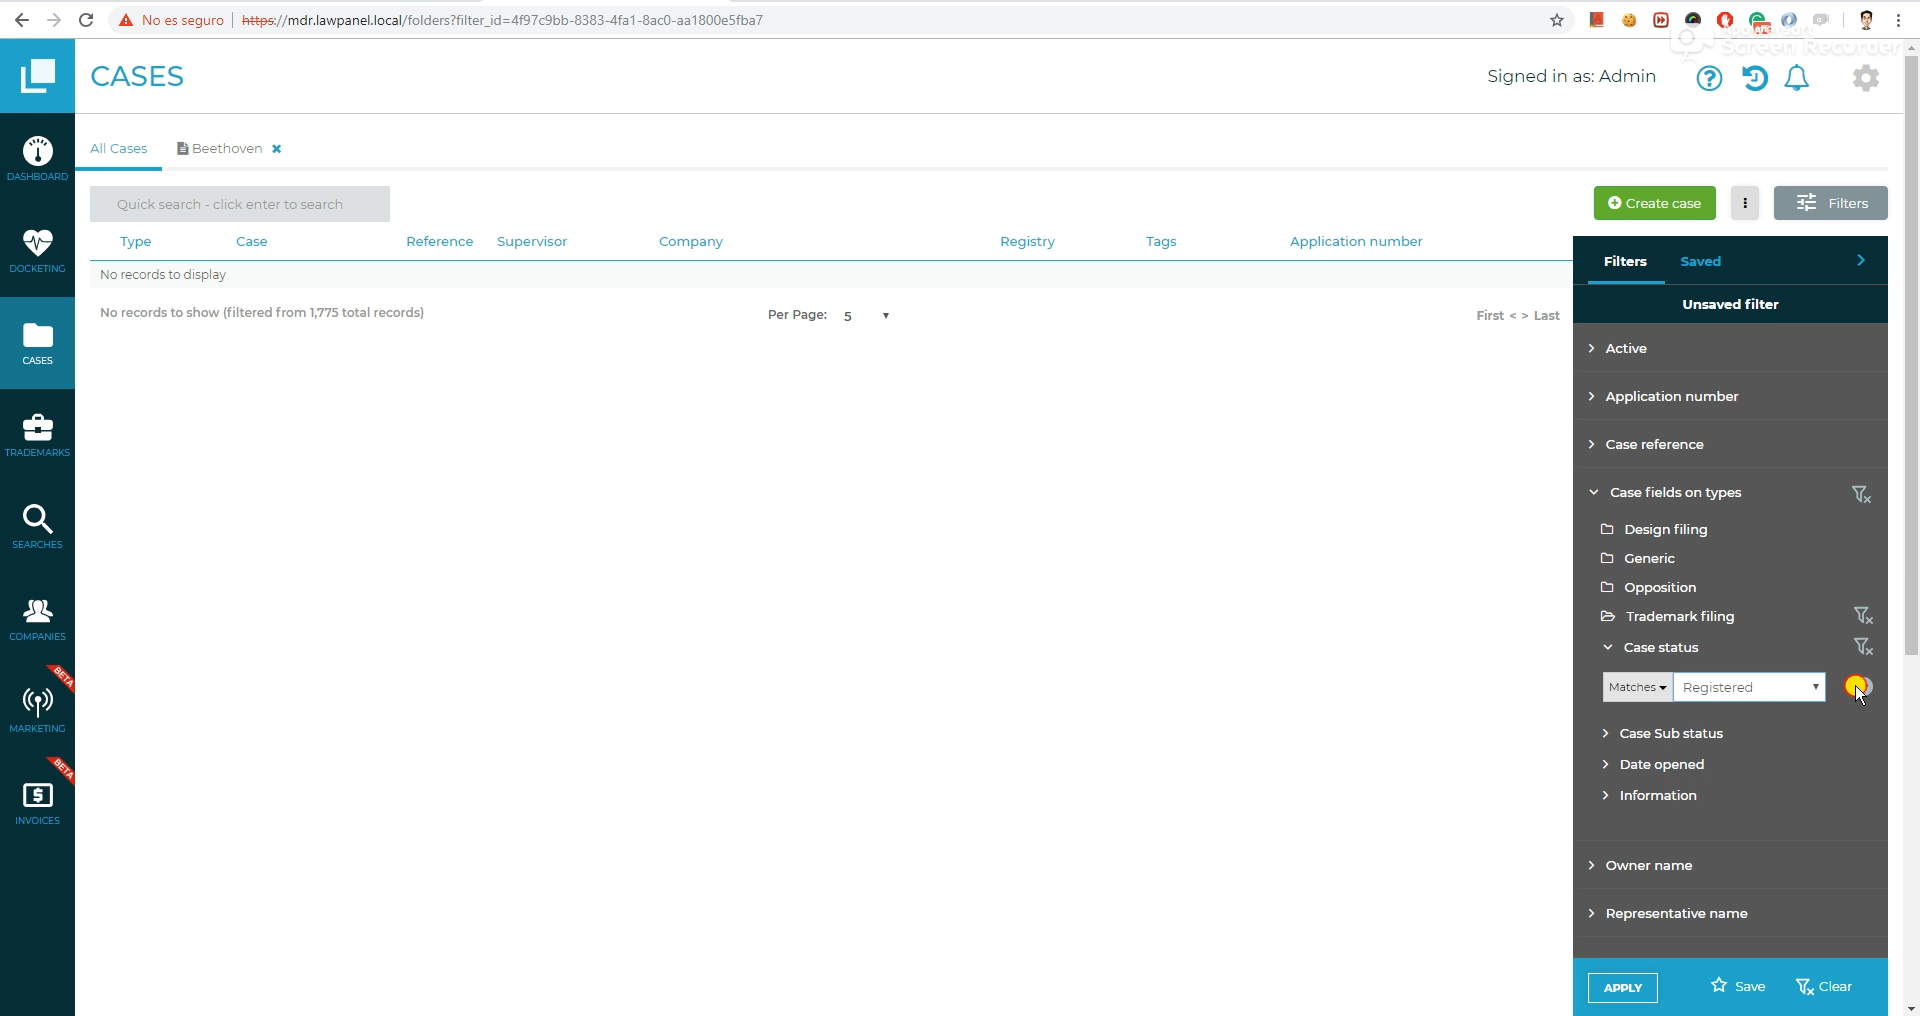 No es seguro
https://mdr.lawpanel.local/folders?filter_id=4f97c9bb-8383-4fa1-8ac0-aa1800e5fba7
Screen Recorder
CASES
Signed in as: Admin
All Cases
Beethoven
Quick search - click enter to search
Create case
Filters
Type
Case
Reference
Supervisor
Company
Registry
Tags
Application number
No records to display
No records to show (filtered from 1,775 total records)
Per Page: 5
First < > Last
DASHBOARD
DOCKETING
CASES
TRADEMARKS
SEARCHES
COMPANIES
BETA
MARKETING
BETA
INVOICES
Filters
Saved
Unsaved filter
Active
Application number
Case reference
Case fields on types
Design filing
Generic
Opposition
Trademark filing
Case status
Matches
Registered
Case Sub status
Date opened
Information
Owner name
Representative name
APPLY
Save
Clear